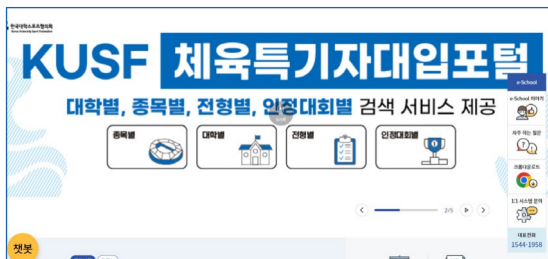 한국대학스포츠협의회
KUSF 체육특기자대입포털
대학별, 종목별, 전형별, 인정대회별 검색 서비스 제공
종목별
대학별
전형별
인정대회별
2/5
e-School
e-School 이야기
자주 하는 질문
크롬다운로드
1:1 시스템 문의
대표전화
1544-1958
챗봇